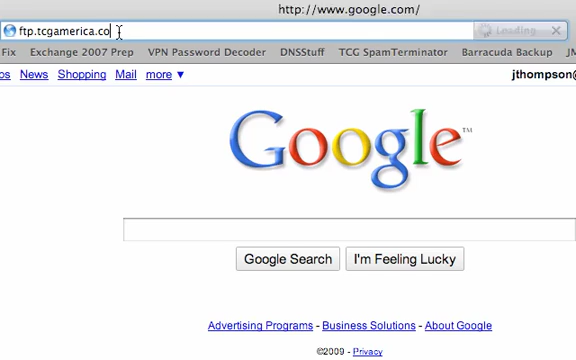 http://www.google.com/
ftp.tcgamerica.co Loading
Fix Exchange 2007 Prep VPN Password Decoder DNSStuff TCG SpamTerminator Barracuda Backup JM
ps News Shopping Mail more ▼ jthompson@
Google™
Google Search I'm Feeling Lucky
Advertising Programs - Business Solutions - About Google
©2009 - Privacy